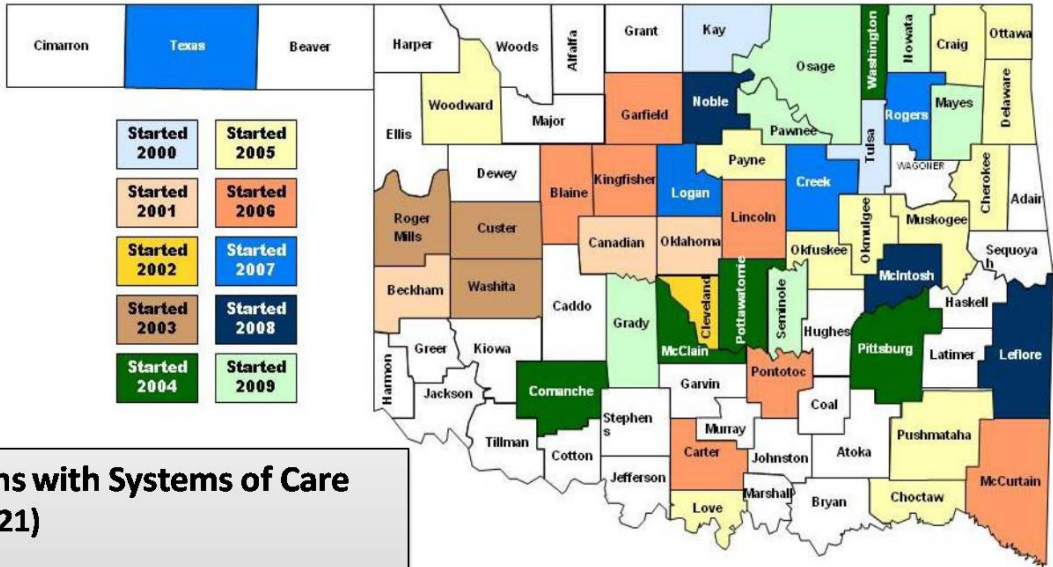 Cimarron
Texas
Beaver
Harper
Woods
Alfalfa
Grant
Kay
Osage
Washington
Nowata
Craig
Ottawa
Woodward
Major
Garfield
Noble
Pawnee
Rogers
Mayes
Delaware
Ellis
Dewey
Blaine
Kingfisher
Logan
Payne
Creek
Tulsa
WAGONER
Cherokee
Adair
Roger
Mills
Custer
Canadian
Oklahoma
Lincoln
Okfuskee
Okmulgee
Muskogee
Sequoya
h
Beckham
Washita
Caddo
Grady
McClain
Cleveland
Pottawatomie
Seminole
Hughes
McIntosh
Haskell
Pittsburg
Latimer
Leflore
Harmon
Greer
Kiowa
Jackson
Comanche
Tillman
Cotton
Stephen
s
Garvin
Murray
Pontotoc
Coal
Johnston
Atoka
Pushmataha
McCurtain
Jefferson
Carter
Love
Marshall
Bryan
Choctaw
Started
2000
Started
2005
Started
2001
Started
2006
Started
2002
Started
2007
Started
2003
Started
2008
Started
2004
Started
2009
ns with Systems of Care
21)